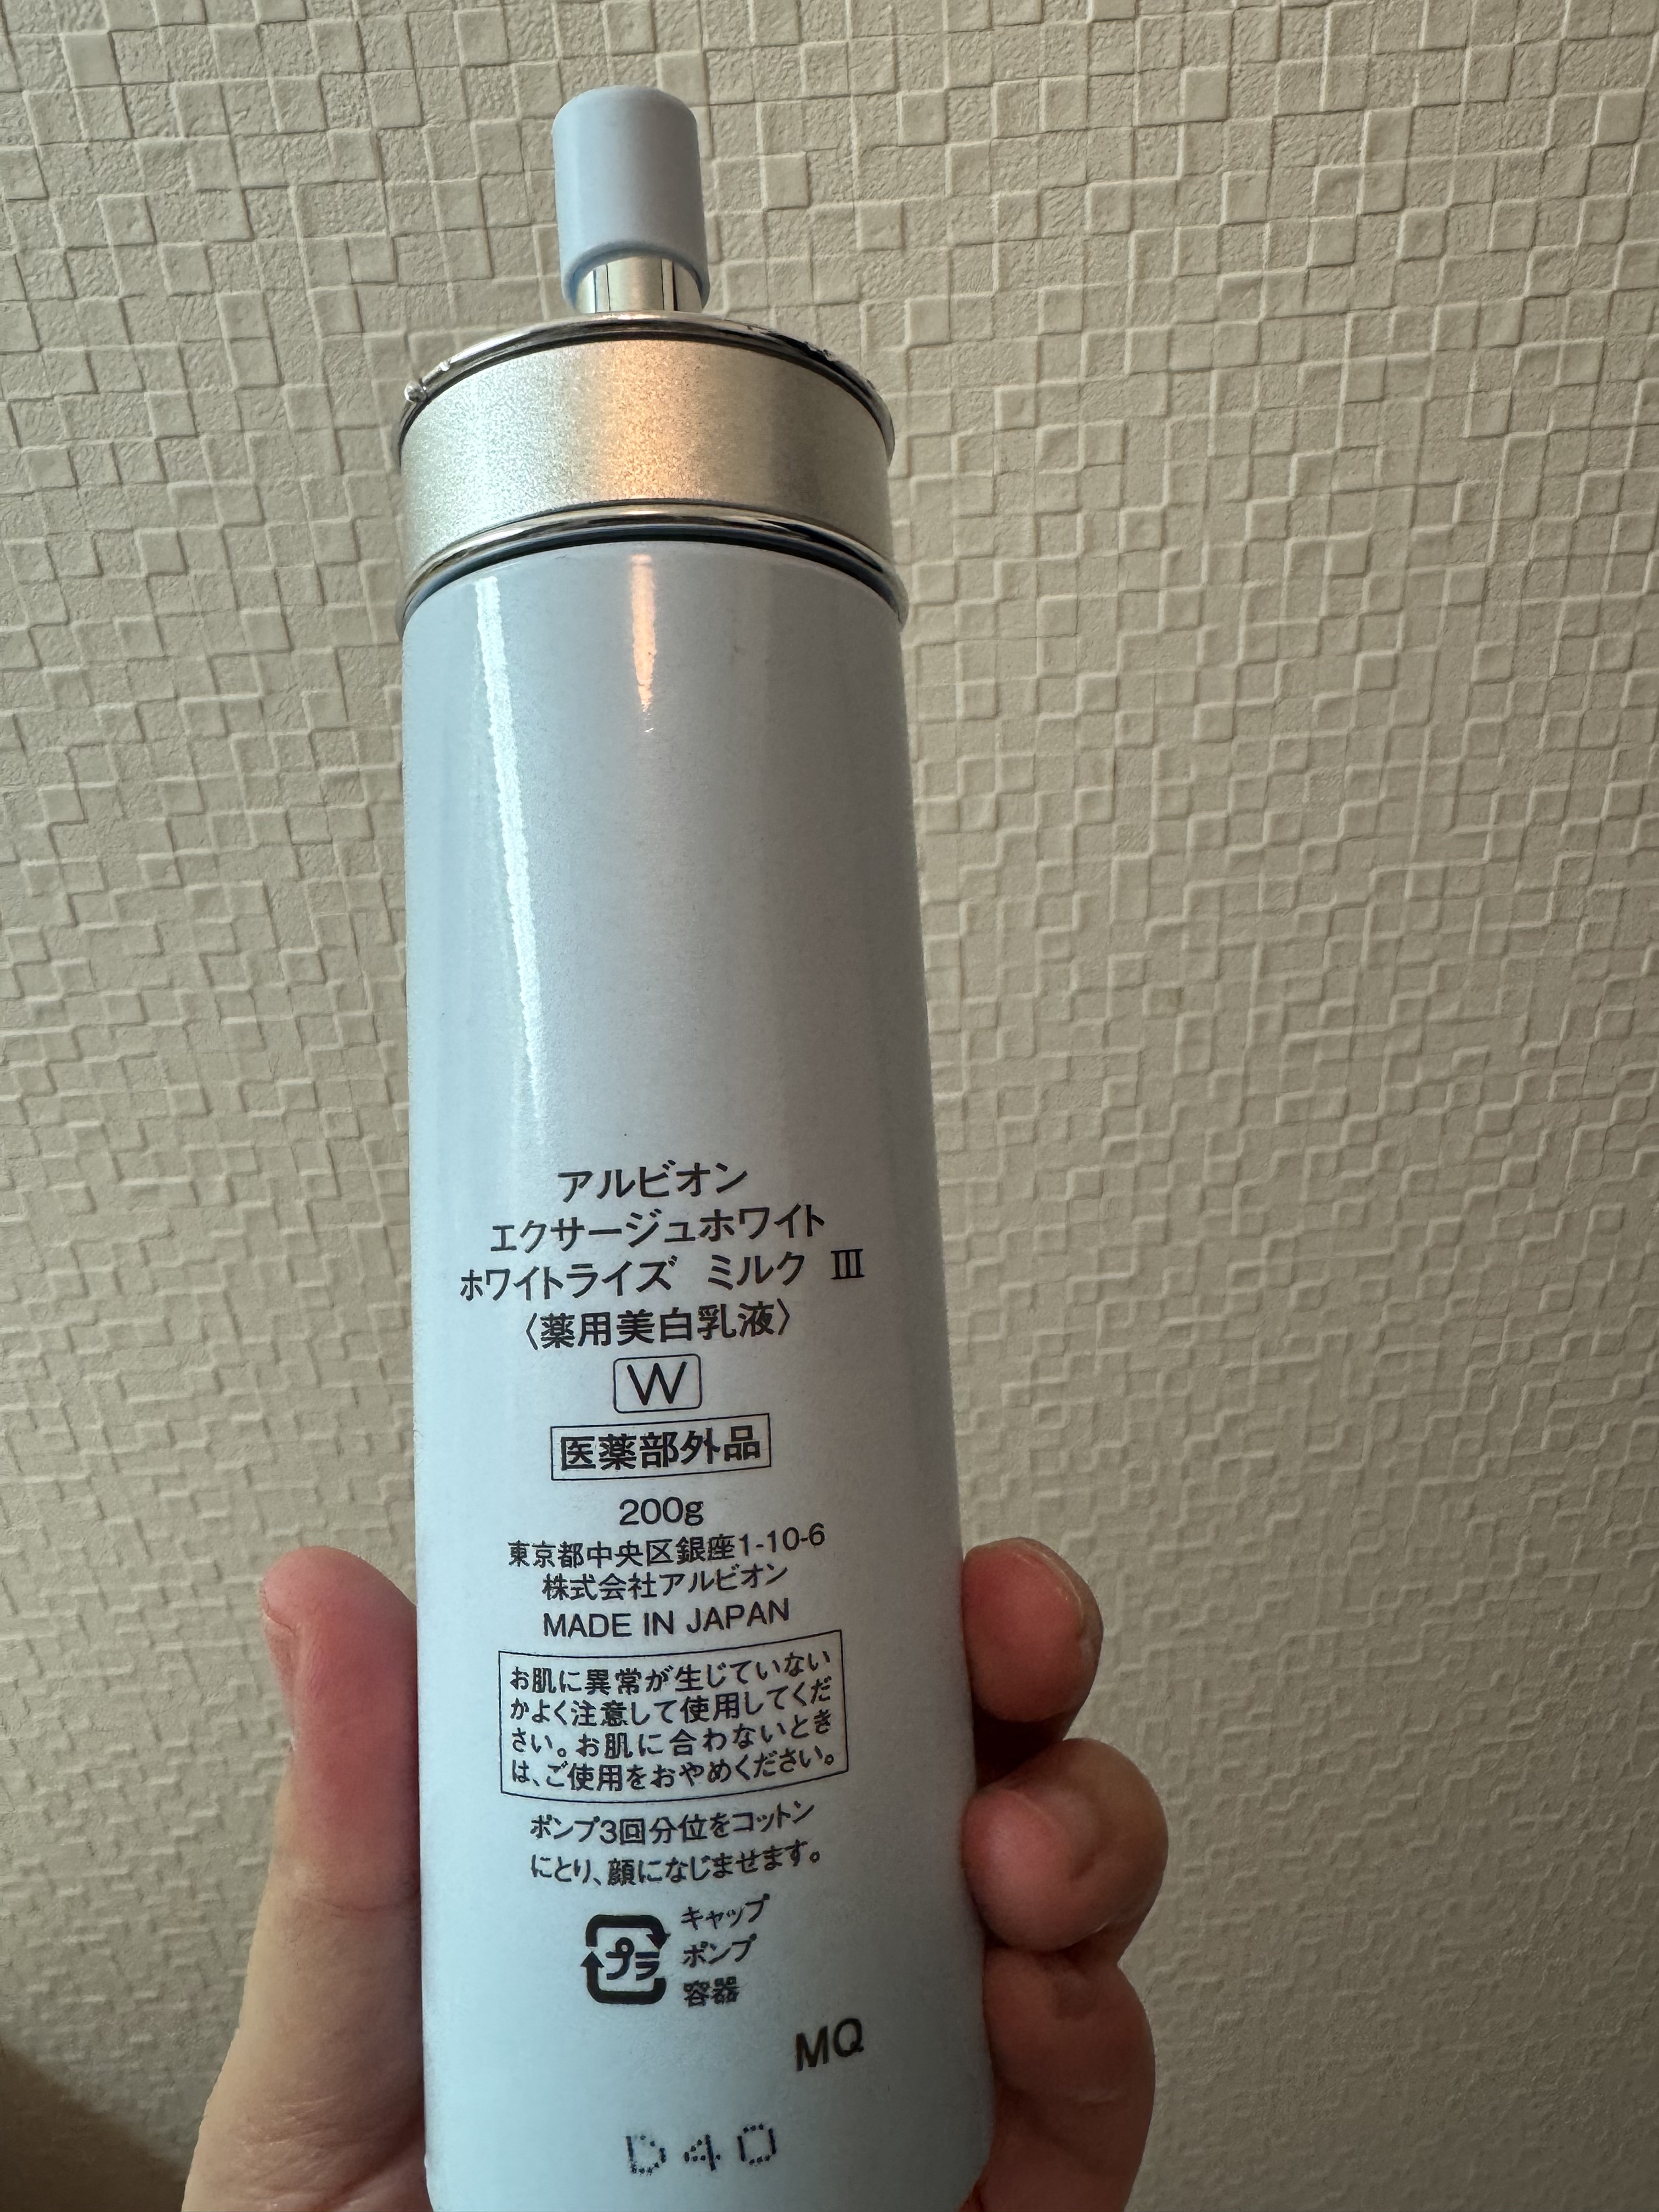 アルビオン
エクサージュホワイト
ホワイトライズ ミルク Ⅲ
〈薬用美白乳液〉
W
医薬部外品
200g
東京都中央区銀座1-10-6
株式会社アルビオン
MADE IN JAPAN
お肌に異常が生じていない
かよく注意して使用してくだ
さい。お肌に合わないとき
は、ご使用をおやめください。
ポンプ3回分位をコットン
にとり、顔になじませます。
プラ
キャップ
ポンプ
容器
MQ
D40